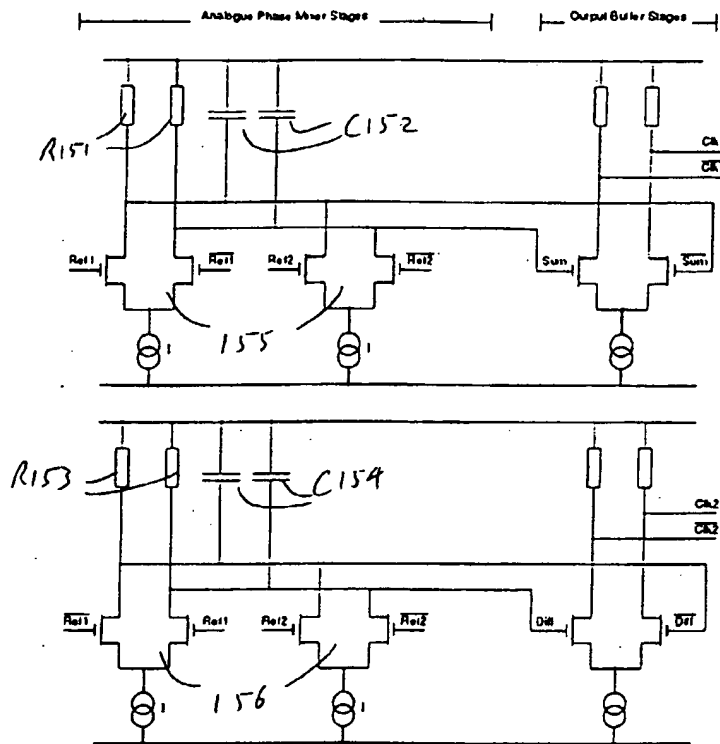 Analogue Phase Mixer Stages
Output Buffer Stages
R151
C152
Clk
Clk
Ref1
Ref1
Ref2
Ref2
Sum
Sum
155
I
I
R153
C154
Clk2
Clk2
Ref1
Ref1
Ref2
Ref2
Diff
Diff
156
I
I